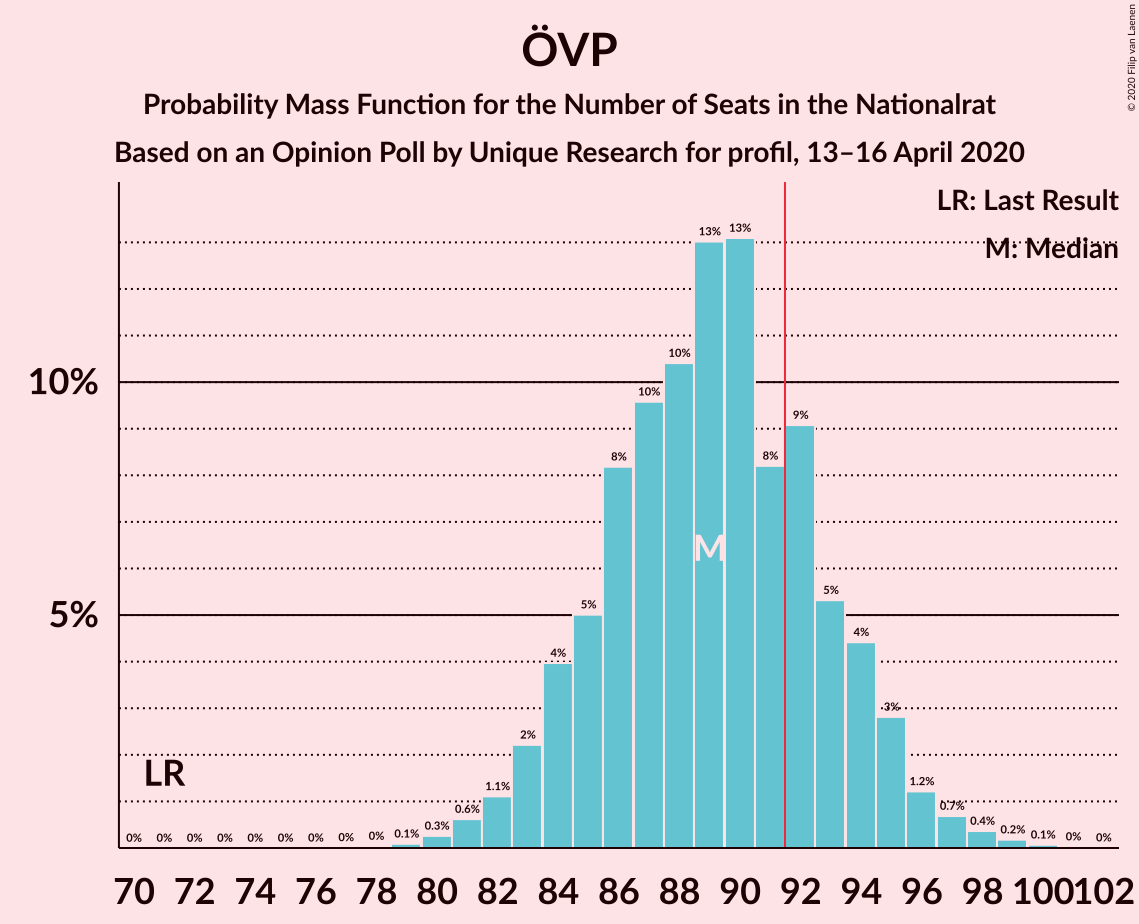 ÖVP
Probability Mass Function for the Number of Seats in the Nationalrat
Based on an Opinion Poll by Unique Research for profil, 13–16 April 2020
© 2020 Filip van Laenen
LR: Last Result
M: Median
10%
5%
0% 0% 0% 0% 0% 0% 0% 0% 0% 0.1% 0.3% 0.6% 1.1% 2% 4% 5% 8% 10% 10% 13% 13% 8% 9% 5% 4% 3% 1.2% 0.7% 0.4% 0.2% 0.1% 0% 0%
M
LR
70 72 74 76 78 80 82 84 86 88 90 92 94 96 98 100 102